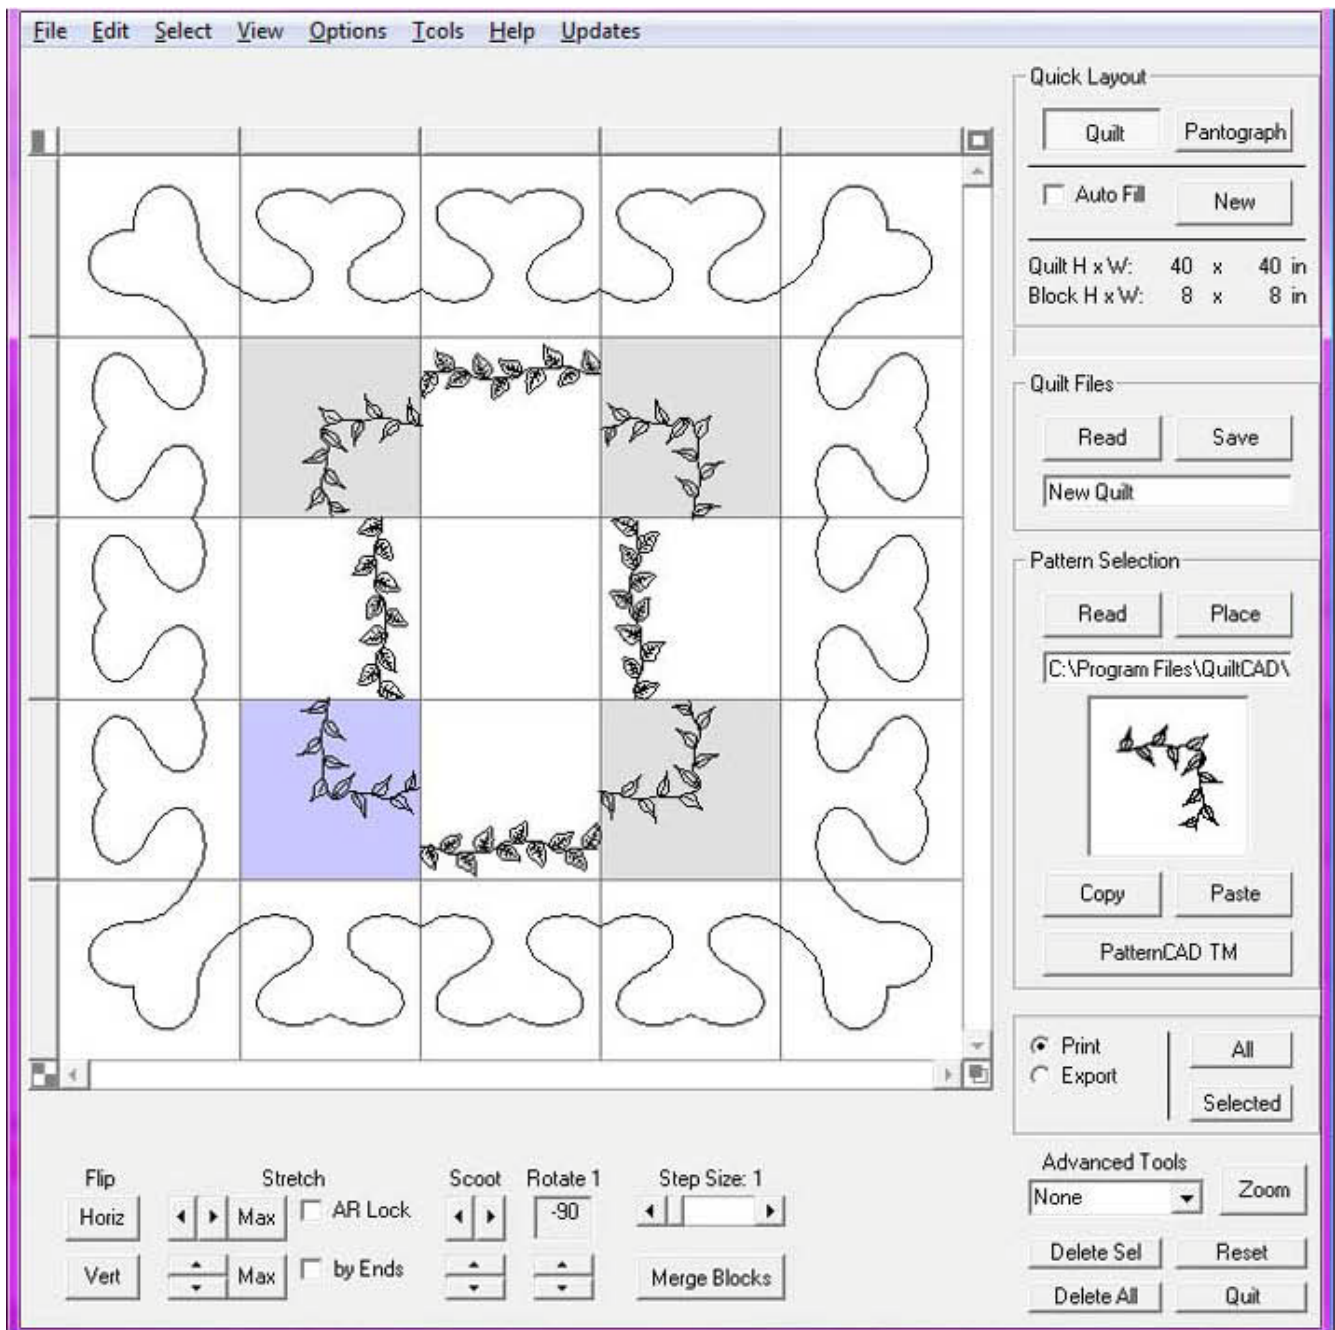 File Edit Select View Options Tcols Help Updates
Quick Layout
Quilt Pantograph
Auto Fill New
Quilt H x W: 40 x 40 in
Block H x W: 8 x 8 in
Quilt Files
Read Save
New Quilt
Pattern Selection
Read Place
C:\Program Files\QuiltCAD\
Copy Paste
PatternCAD TM
Print All
Export
Selected
Flip Stretch Scoot Rotate 1 Step Size: 1
Horiz Max AR Lock -90
Vert Max by Ends Merge Blocks
Advanced Tools
None Zoom
Delete Sel Reset
Delete All Quit